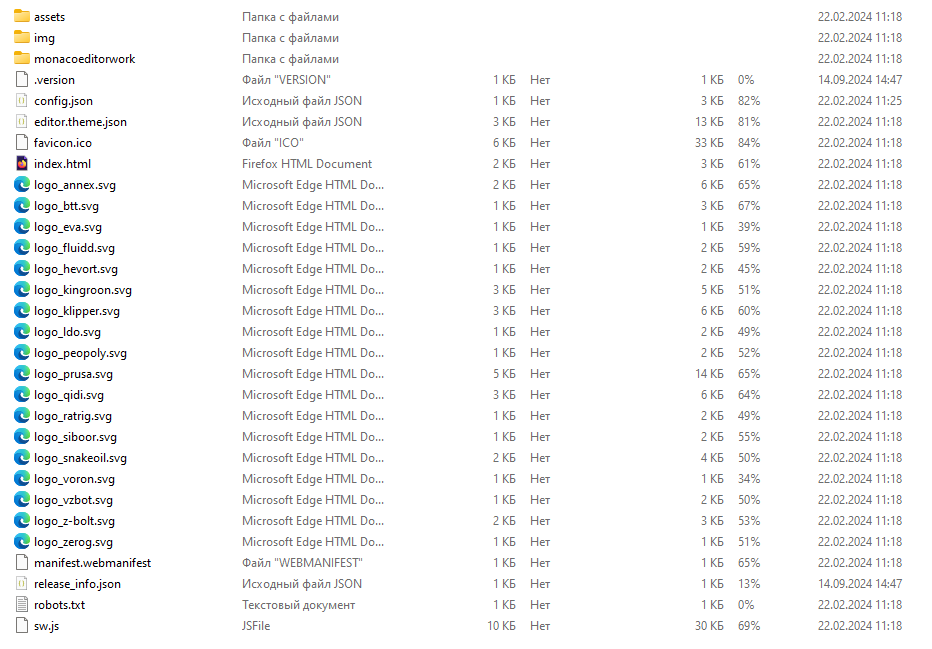 assets Папка с файлами 22.02.2024 11:18
img Папка с файлами 22.02.2024 11:18
monacoeditorwork Папка с файлами 22.02.2024 11:18
.version Файл "VERSION" 1 КБ Нет 1 КБ 0% 14.09.2024 14:47
config.json Исходный файл JSON 1 КБ Нет 3 КБ 82% 22.02.2024 11:25
editor.theme.json Исходный файл JSON 3 КБ Нет 13 КБ 81% 22.02.2024 11:18
favicon.ico Файл "ICO" 6 КБ Нет 33 КБ 84% 22.02.2024 11:18
index.html Firefox HTML Document 2 КБ Нет 3 КБ 61% 22.02.2024 11:18
logo_annex.svg Microsoft Edge HTML Do... 2 КБ Нет 6 КБ 65% 22.02.2024 11:18
logo_btt.svg Microsoft Edge HTML Do... 1 КБ Нет 3 КБ 67% 22.02.2024 11:18
logo_eva.svg Microsoft Edge HTML Do... 1 КБ Нет 1 КБ 39% 22.02.2024 11:18
logo_fluidd.svg Microsoft Edge HTML Do... 1 КБ Нет 2 КБ 59% 22.02.2024 11:18
logo_hevort.svg Microsoft Edge HTML Do... 1 КБ Нет 2 КБ 45% 22.02.2024 11:18
logo_kingroon.svg Microsoft Edge HTML Do... 3 КБ Нет 5 КБ 51% 22.02.2024 11:18
logo_klipper.svg Microsoft Edge HTML Do... 3 КБ Нет 6 КБ 60% 22.02.2024 11:18
logo_ldo.svg Microsoft Edge HTML Do... 1 КБ Нет 2 КБ 49% 22.02.2024 11:18
logo_peopoly.svg Microsoft Edge HTML Do... 1 КБ Нет 2 КБ 52% 22.02.2024 11:18
logo_prusa.svg Microsoft Edge HTML Do... 5 КБ Нет 14 КБ 65% 22.02.2024 11:18
logo_qidi.svg Microsoft Edge HTML Do... 3 КБ Нет 6 КБ 64% 22.02.2024 11:18
logo_ratrig.svg Microsoft Edge HTML Do... 1 КБ Нет 2 КБ 49% 22.02.2024 11:18
logo_siboor.svg Microsoft Edge HTML Do... 1 КБ Нет 2 КБ 55% 22.02.2024 11:18
logo_snakeoil.svg Microsoft Edge HTML Do... 2 КБ Нет 4 КБ 50% 22.02.2024 11:18
logo_voron.svg Microsoft Edge HTML Do... 1 КБ Нет 1 КБ 34% 22.02.2024 11:18
logo_vzbot.svg Microsoft Edge HTML Do... 1 КБ Нет 2 КБ 50% 22.02.2024 11:18
logo_z-bolt.svg Microsoft Edge HTML Do... 2 КБ Нет 3 КБ 53% 22.02.2024 11:18
logo_zerog.svg Microsoft Edge HTML Do... 1 КБ Нет 1 КБ 51% 22.02.2024 11:18
manifest.webmanifest Файл "WEBMANIFEST" 1 КБ Нет 1 КБ 65% 22.02.2024 11:18
release_info.json Исходный файл JSON 1 КБ Нет 1 КБ 13% 14.09.2024 14:47
robots.txt Текстовый документ 1 КБ Нет 1 КБ 0% 22.02.2024 11:18
sw.js JSFile 10 КБ Нет 30 КБ 69% 22.02.2024 11:18